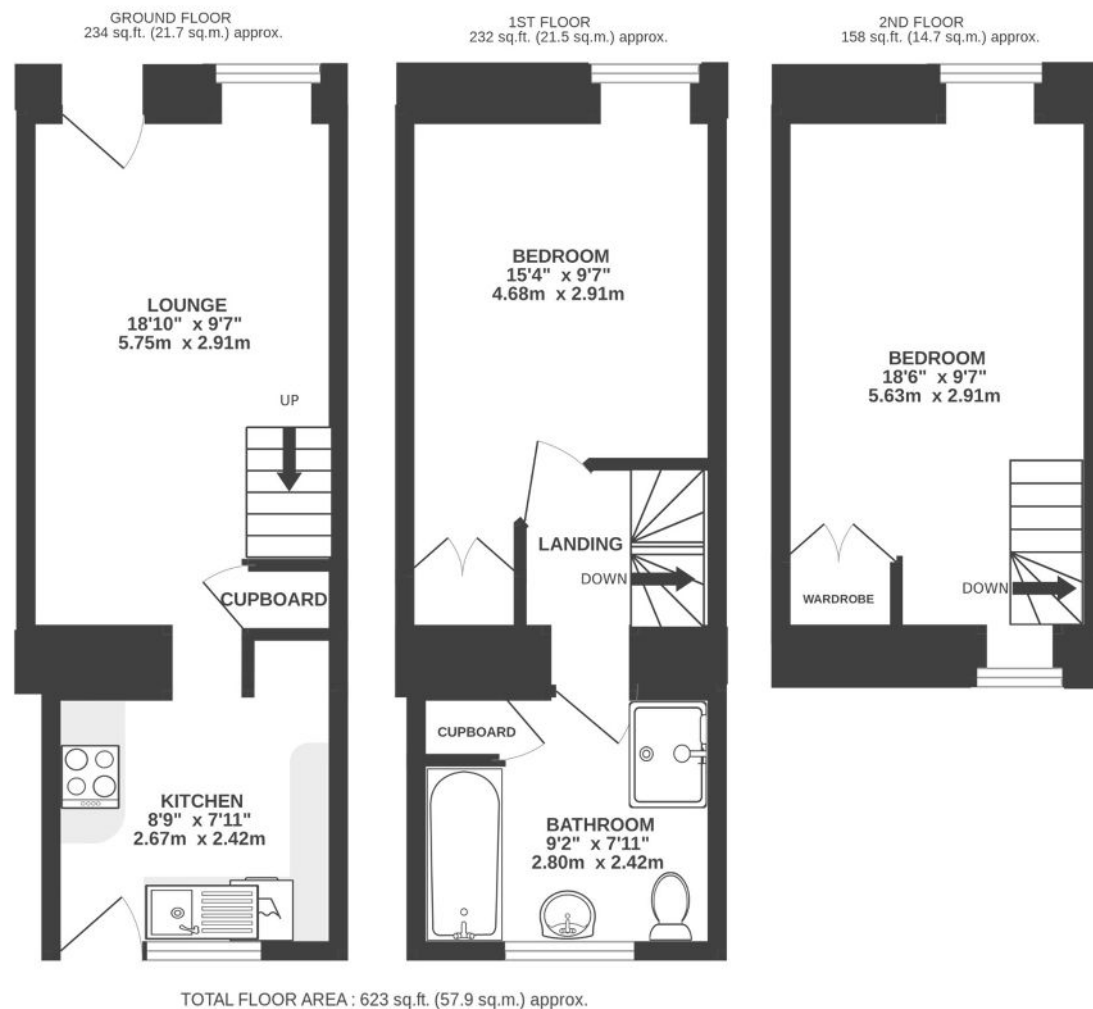 GROUND FLOOR
234 sq.ft. (21.7 sq.m.) approx.
LOUNGE
18'10" x 9'7"
5.75m x 2.91m
UP
CUPBOARD
KITCHEN
8'9" x 7'11"
2.67m x 2.42m
1ST FLOOR
232 sq.ft. (21.5 sq.m.) approx.
BEDROOM
15'4" x 9'7"
4.68m x 2.91m
LANDING
DOWN
CUPBOARD
BATHROOM
9'2" x 7'11"
2.80m x 2.42m
2ND FLOOR
158 sq.ft. (14.7 sq.m.) approx.
BEDROOM
18'6" x 9'7"
5.63m x 2.91m
WARDROBE
DOWN
TOTAL FLOOR AREA : 623 sq.ft. (57.9 sq.m.) approx.